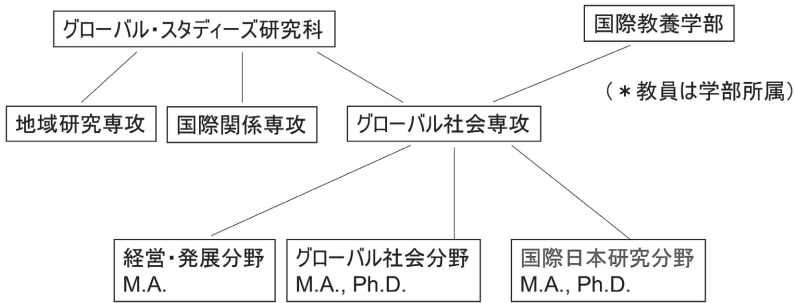 グローバル・スタディーズ研究科
国際教養学部
（＊教員は学部所属）
地域研究専攻
国際関係専攻
グローバル社会専攻
経営・発展分野
M.A.
グローバル社会分野
M.A., Ph.D.
国際日本研究分野
M.A., Ph.D.